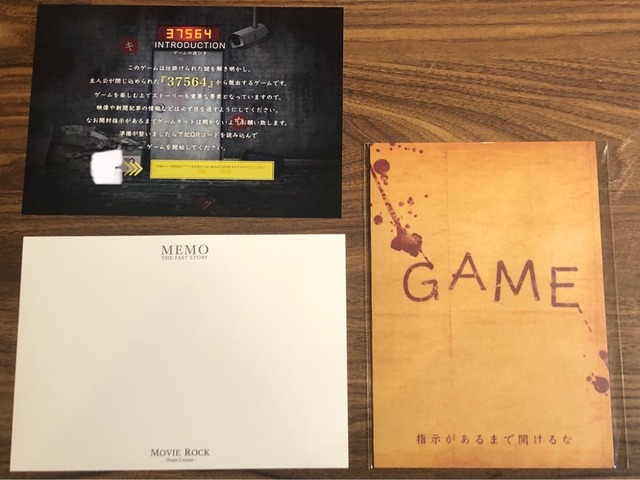 37564
INTRODUCTION
ゲームの遊び方
キ
このゲームは仕掛けられた謎を解き明かし、
主人公が閉じ込められた『37564』から脱出するゲームです。
ゲームを楽しむ上でストーリーも重要な要素となっていますので、
映像や新聞記事の情報などは必ず目を通すようにしてください。
なお開封指示があるまでゲームキットは開かないようお願い致します。
準備が整いましたら下記QRコードを読み込んで
ゲームを開始してください。
ク
MEMO
THE PAST STORY
MOVIE ROCK
GAME
指示があるまで開けるな